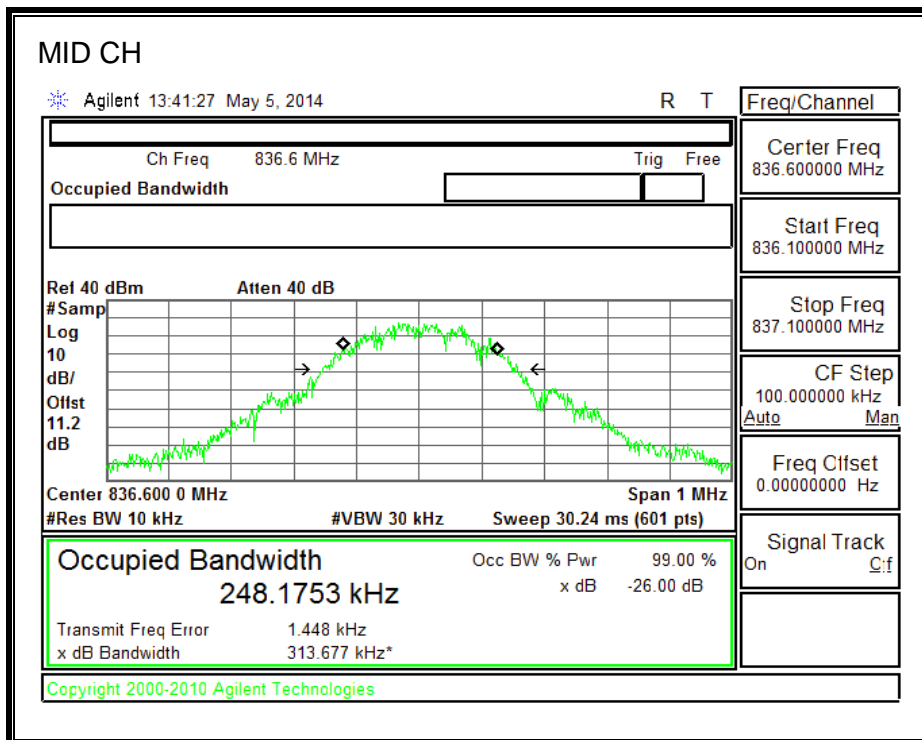 MID CH
Agilent 13:41:27 May 5, 2014 R T
Freq/Channel
Ch Freq 836.6 MHz Trig Free
Occupied Bandwidth
Center Freq
836.600000 MHz
Start Freq
836.100000 MHz
Stop Freq
837.100000 MHz
CF Step
100.000000 kHz
Auto Man
Freq Offset
0.00000000 Hz
Signal Track
On Off
Ref 40 dBm Atten 40 dB
#Samp
Log
10
dB/
Offst
11.2
dB
Center 836.600 0 MHz Span 1 MHz
#Res BW 10 kHz #VBW 30 kHz Sweep 30.24 ms (601 pts)
Occupied Bandwidth
248.1753 kHz
Occ BW % Pwr 99.00 %
x dB -26.00 dB
Transmit Freq Error 1.448 kHz
x dB Bandwidth 313.677 kHz*
Copyright 2000-2010 Agilent Technologies